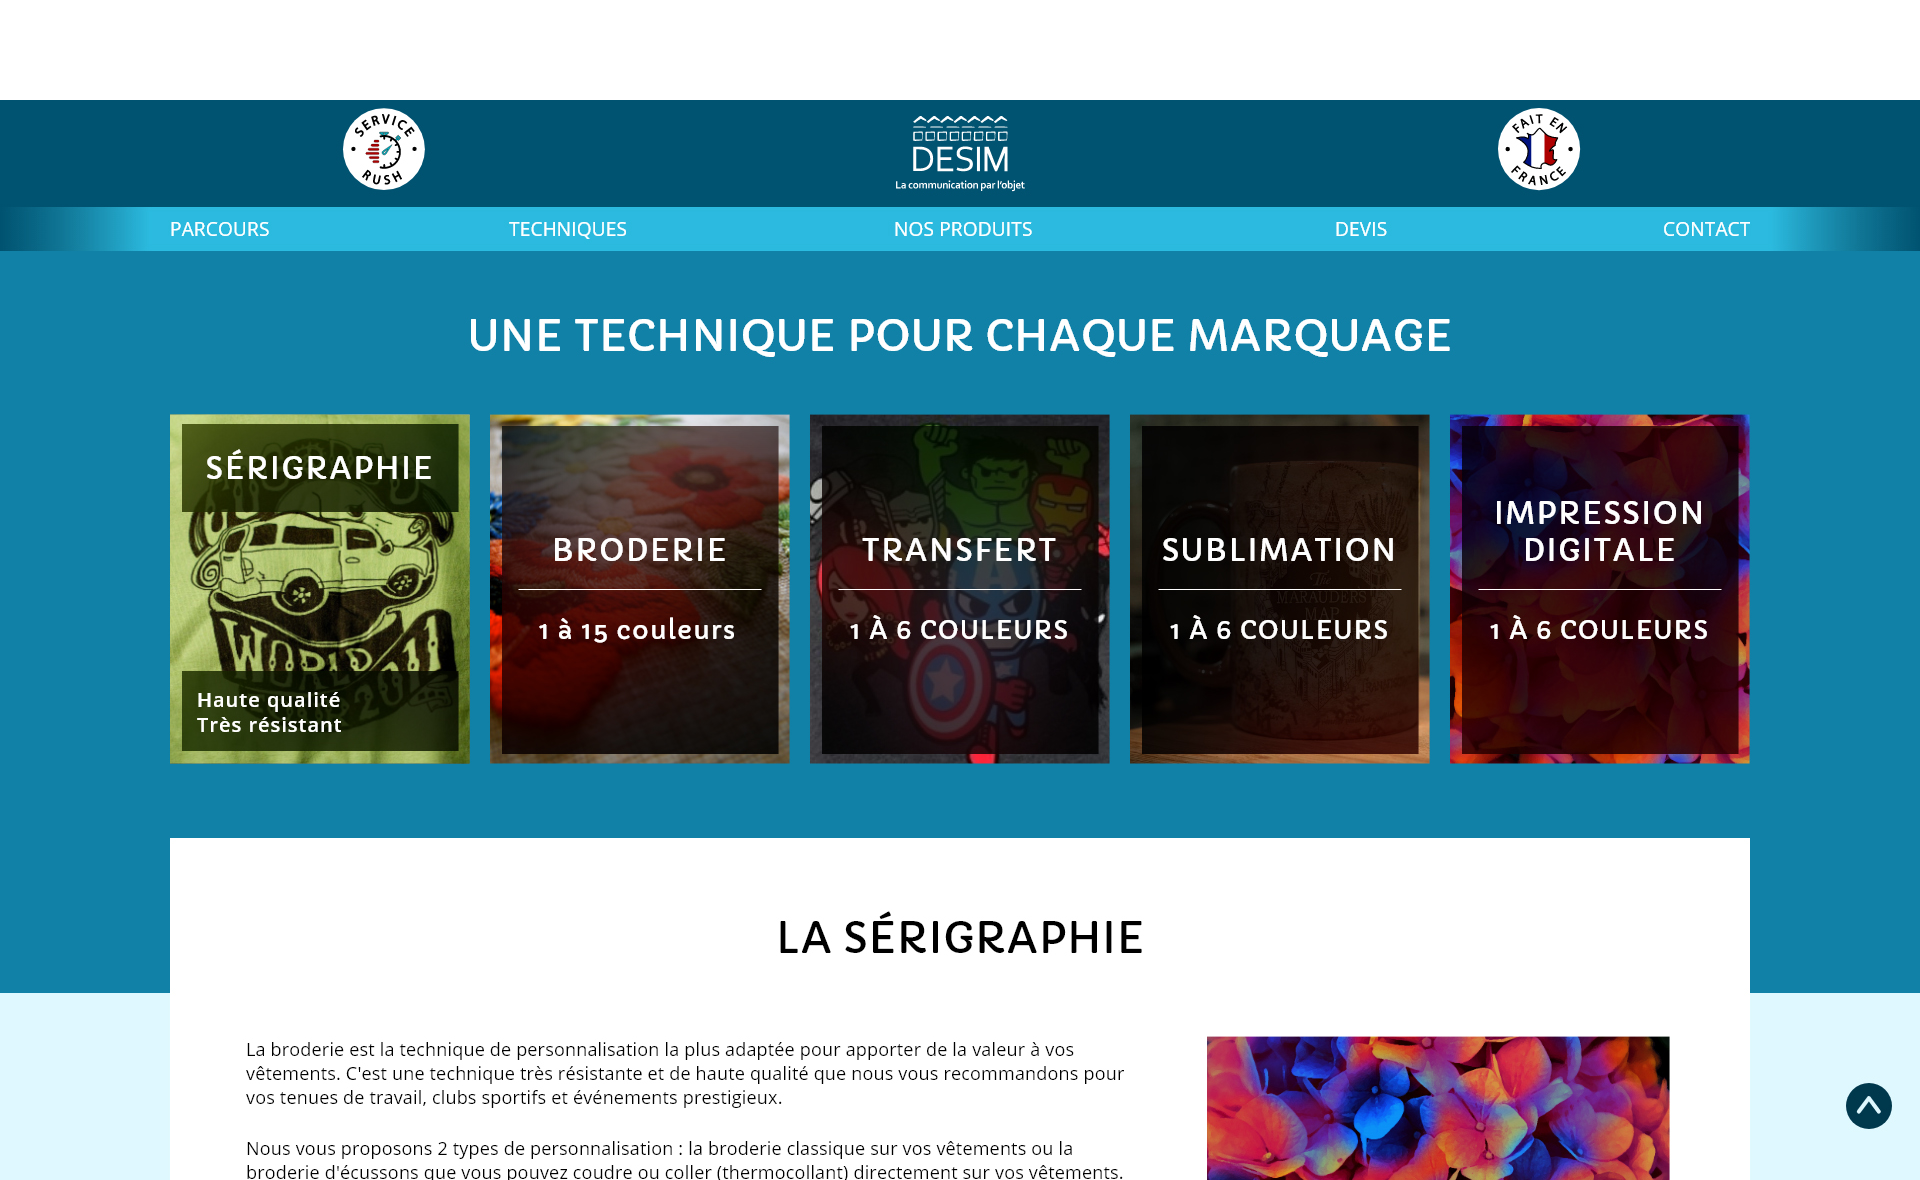 SERVICE
RUSH
DESIM
La communication par l'objet
FAIT EN
FRANCE
PARCOURS
TECHNIQUES
NOS PRODUITS
DEVIS
CONTACT
UNE TECHNIQUE POUR CHAQUE MARQUAGE
SÉRIGRAPHIE
WORLD
Haute qualité
Très résistant
BRODERIE
1 à 15 couleurs
TRANSFERT
1 À 6 COULEURS
SUBLIMATION
The
MARAUDERS
MAP
1 À 6 COULEURS
IMPRESSION
DIGITALE
1 À 6 COULEURS
LA SÉRIGRAPHIE
La broderie est la technique de personnalisation la plus adaptée pour apporter de la valeur à vos
vêtements. C'est une technique très résistante et de haute qualité que nous vous recommandons pour
vos tenues de travail, clubs sportifs et événements prestigieux.
Nous vous proposons 2 types de personnalisation : la broderie classique sur vos vêtements ou la
broderie d'écussons que vous pouvez coudre ou coller (thermocollant) directement sur vos vêtements.